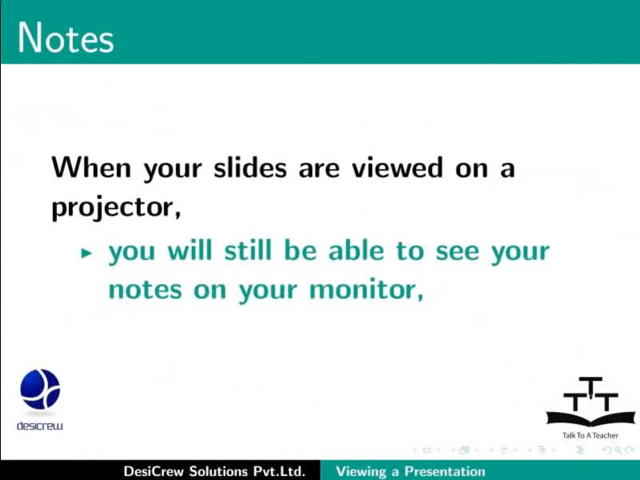 Notes
When your slides are viewed on a
projector,
you will still be able to see your
notes on your monitor,
desicrew
TTT
Talk To A Teacher
DesiCrew Solutions Pvt.Ltd. Viewing a Presentation